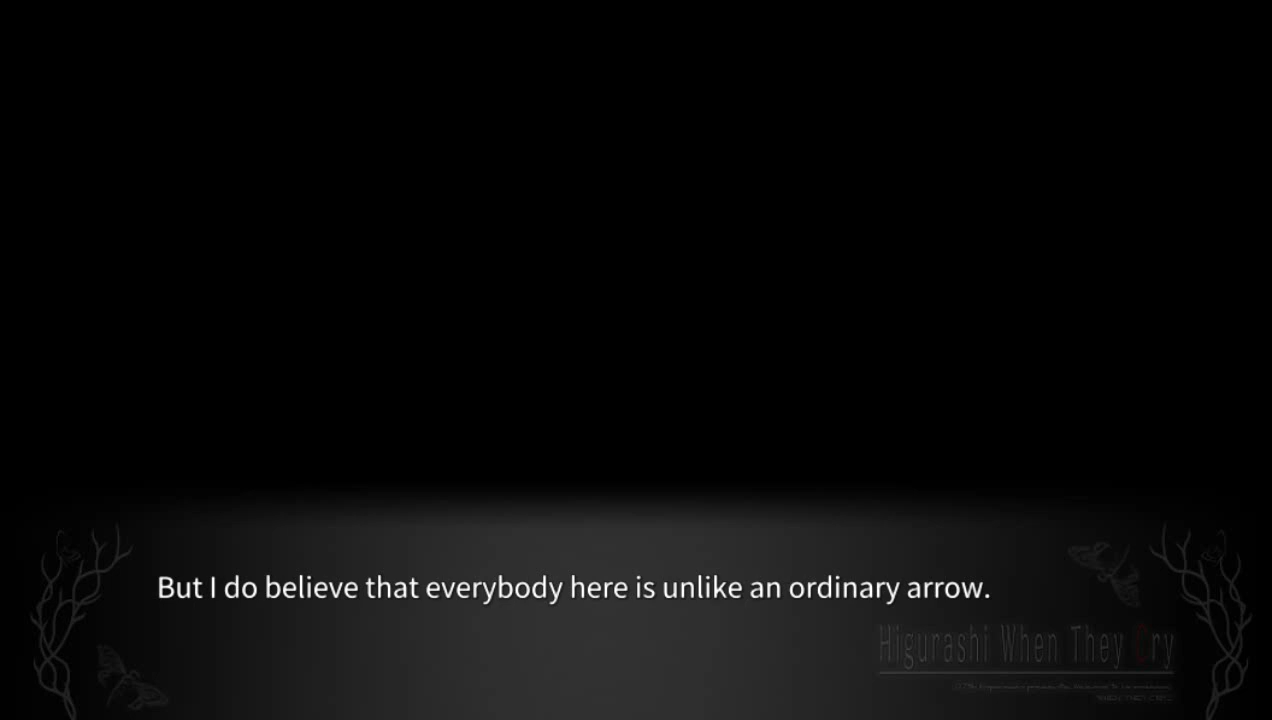 But I do believe that everybody here is unlike an ordinary arrow.
Higurashi When They Cry